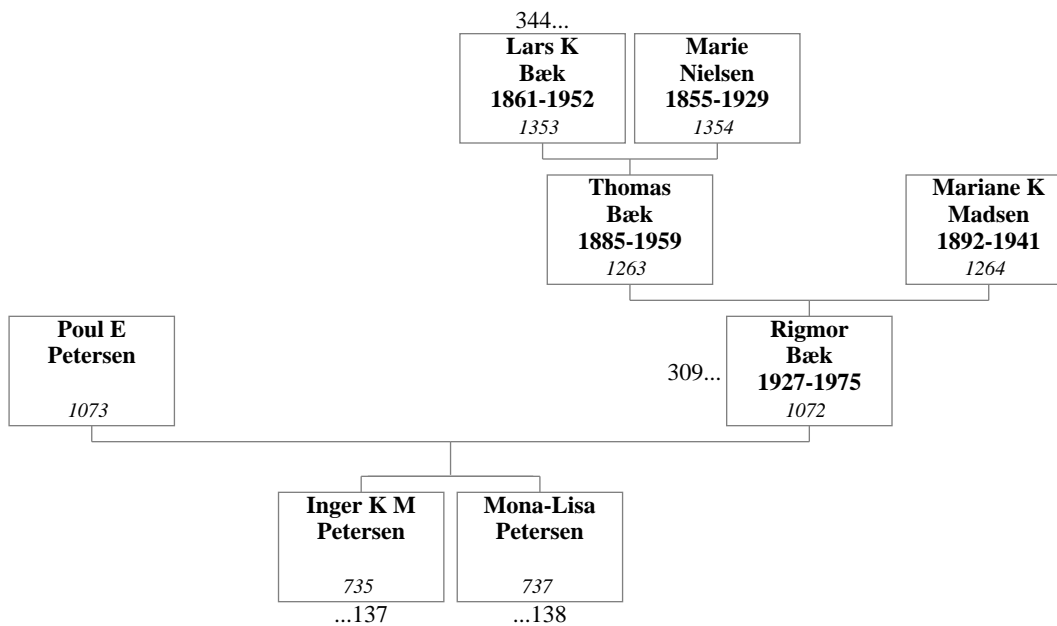 344...
Lars K
Bæk
1861-1952
1353
Marie
Nielsen
1855-1929
1354
Thomas
Bæk
1885-1959
1263
Mariane K
Madsen
1892-1941
1264
Poul E
Petersen
1073
309...
Rigmor
Bæk
1927-1975
1072
Inger K M
Petersen
735
...137
Mona-Lisa
Petersen
737
...138